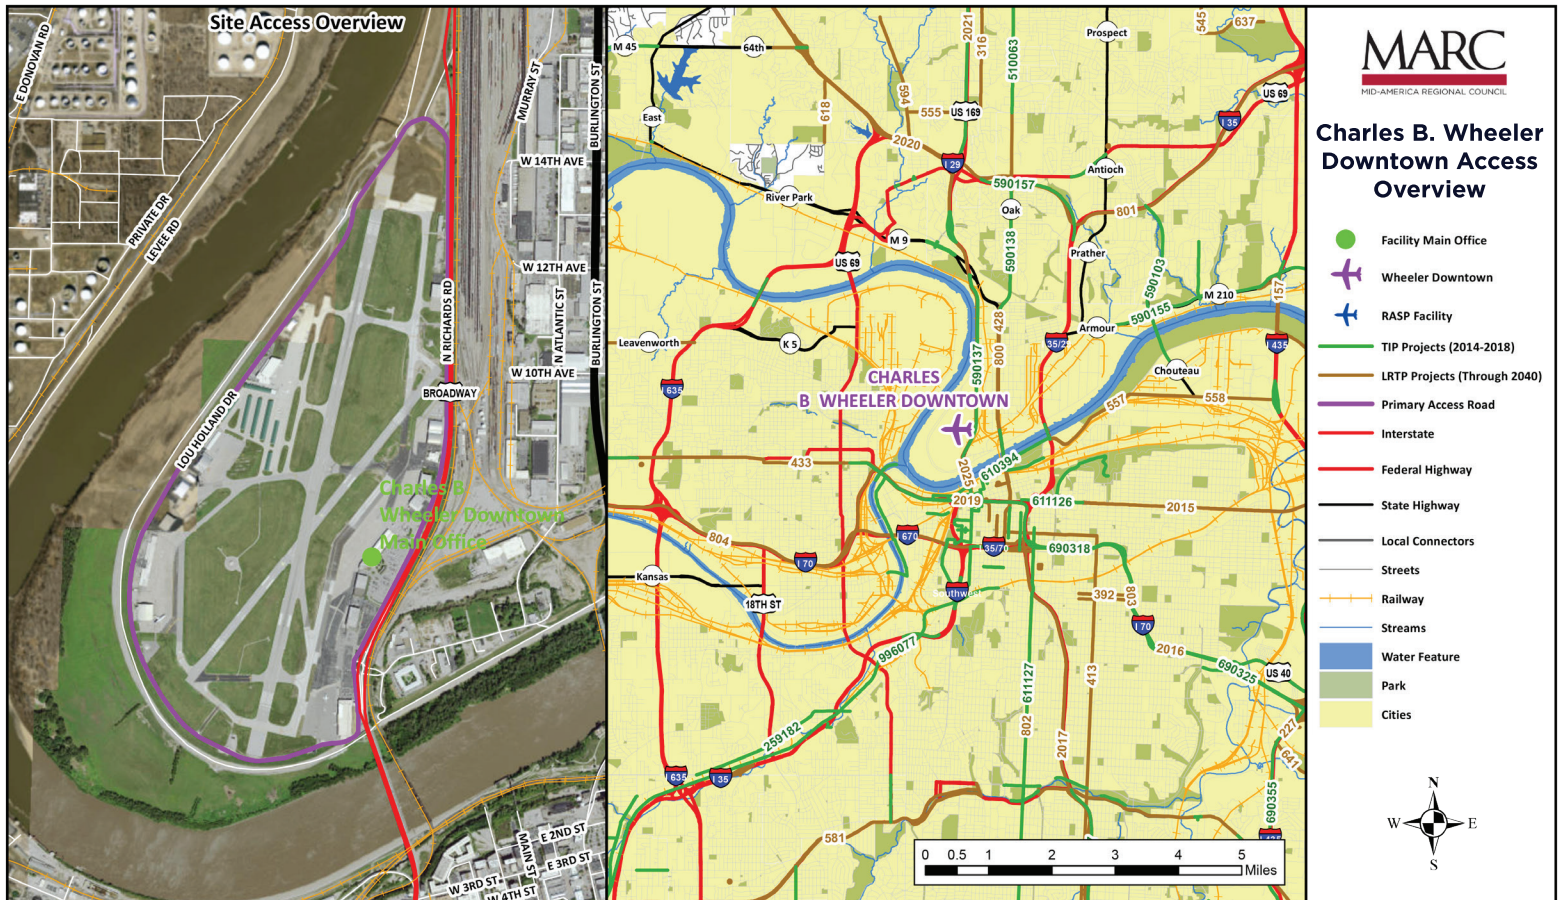 Site Access Overview
E DONOVAN RD
PRIVATE DR
LEVEE RD
MURRAY ST
BURLINGTON ST
W 14TH AVE
W 12TH AVE
N RICHARDS RD
N ATLANTIC ST
BURLINGTON ST
W 10TH AVE
BROADWAY
LOU HOLLAND DR
Charles B
Wheeler Downtown
Main Office
E 2ND ST
MAIN ST
E 3RD ST
W 3RD ST
W 4TH ST
M 45
64th
2021
316
510063
Prospect
545
637
US 69
I 35
East
618
594
555
US 169
2020
I 29
590157
Antioch
River Park
Oak
801
M 9
590138
Prather
590103
US 69
M 210
157
590155
Armour
428
I 435
Leavenworth
K 5
800
590137
Chouteau
I 635
CHARLES
B WHEELER DOWNTOWN
557
558
433
2025
610394
2019
611126
2015
804
I 670
I 70
35/70
690318
Kansas
18TH ST
Southwest
392
803
I 70
996077
2016
690325
US 40
611127
413
259182
802
2017
227
641
I 635
I 35
690355
581
0 0.5 1 2 3 4 5
Miles
MARC
MID-AMERICA REGIONAL COUNCIL
Charles B. Wheeler
Downtown Access
Overview
Facility Main Office
Wheeler Downtown
RASP Facility
TIP Projects (2014-2018)
LRTP Projects (Through 2040)
Primary Access Road
Interstate
Federal Highway
State Highway
Local Connectors
Streets
Railway
Streams
Water Feature
Park
Cities
N
W E
S